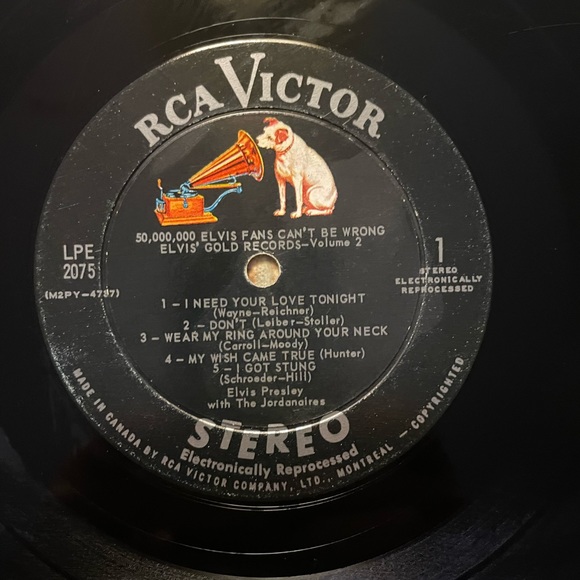 RCA VICTOR
50,000,000 ELVIS FANS CAN'T BE WRONG
ELVIS' GOLD RECORDS—Volume 2
LPE
2075
(M2PY—4737)
1
STEREO
ELECTRONICALLY
REPROCESSED
1 – I NEED YOUR LOVE TONIGHT
(Wayne–Reichner)
2 – DON'T (Leiber–Stoller)
3 – WEAR MY RING AROUND YOUR NECK
(Carroll–Moody)
4 – MY WISH CAME TRUE (Hunter)
5 – I GOT STUNG
(Schroeder–Hill)
Elvis Presley
with The Jordanaires
STEREO
Electronically Reprocessed
MADE IN CANADA BY RCA VICTOR COMPANY, LTD., MONTREAL — COPYRIGHTED